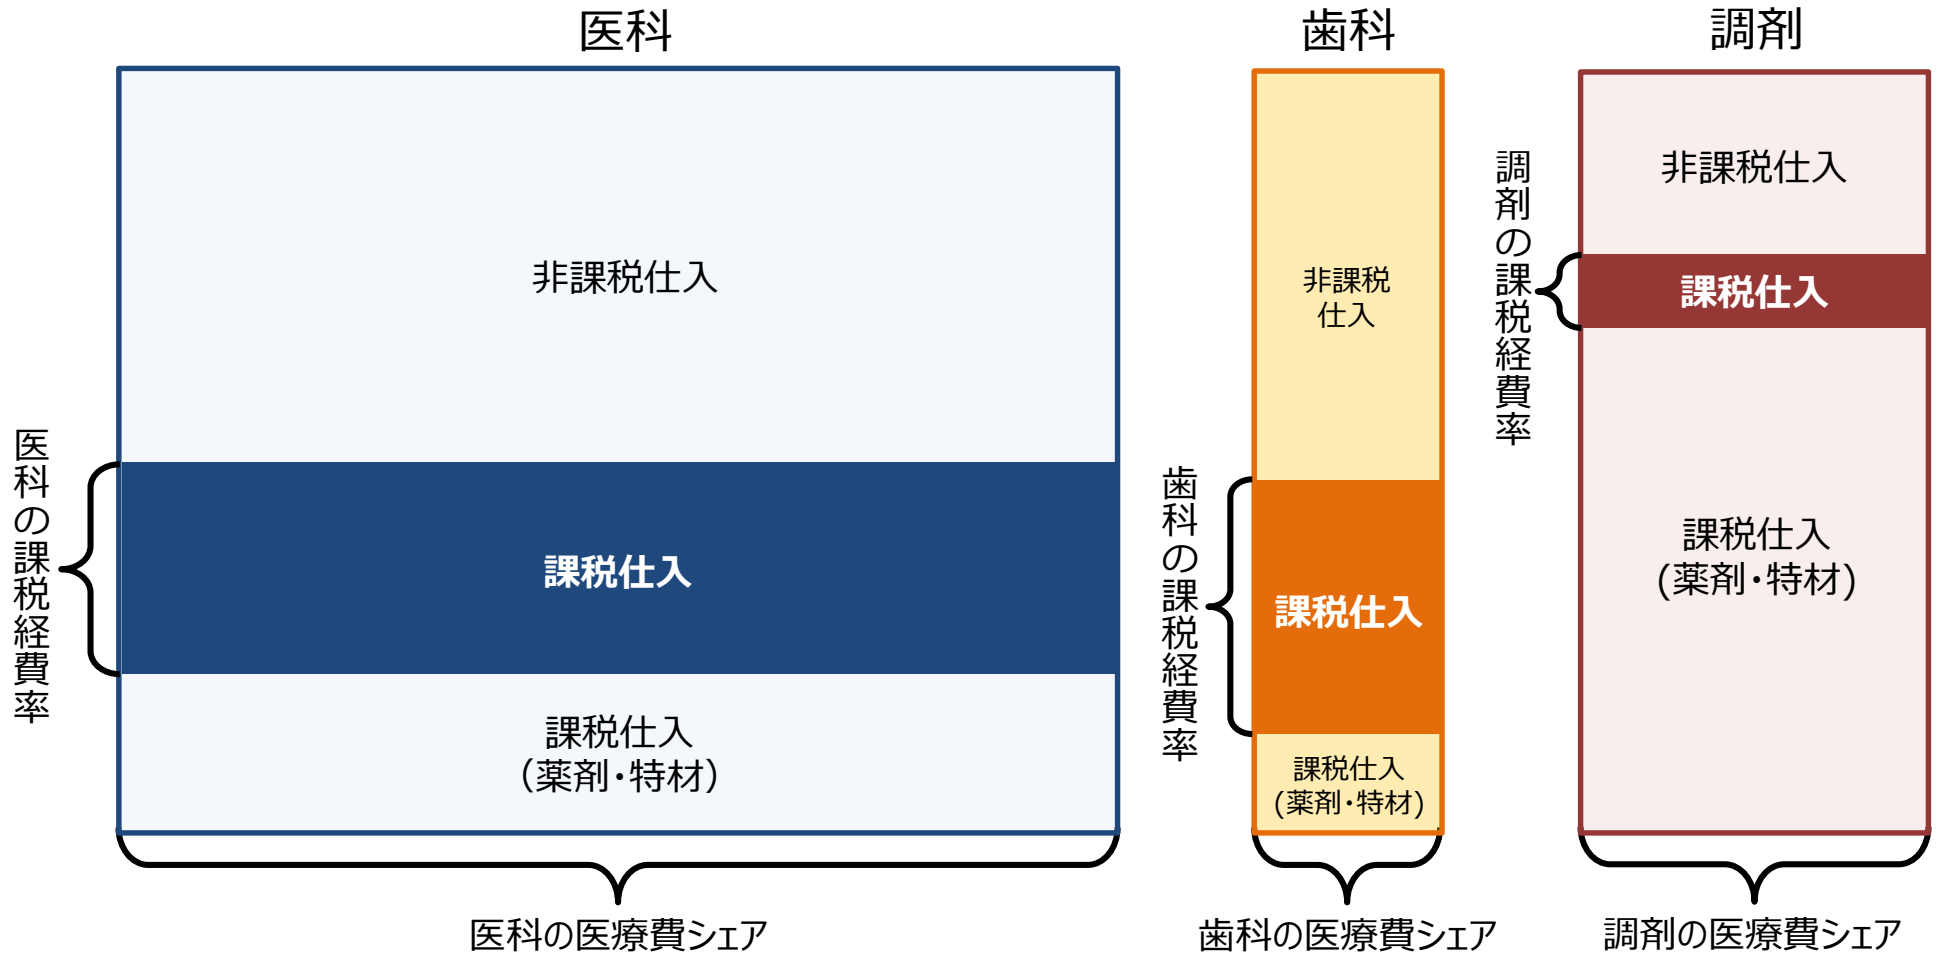 医科
非課税仕入
課税仕入
課税仕入
（薬剤・特材）
医科の課税経費率
医科の医療費シェア
歯科
非課税
仕入
課税仕入
課税仕入
(薬剤・特材)
歯科の課税経費率
歯科の医療費シェア
調剤
非課税仕入
課税仕入
課税仕入
(薬剤・特材)
調剤の課税経費率
調剤の医療費シェア